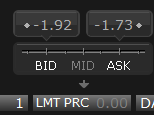 -1.92 -1.73
BID MID ASK
1 LMT PRC 0.00 DA